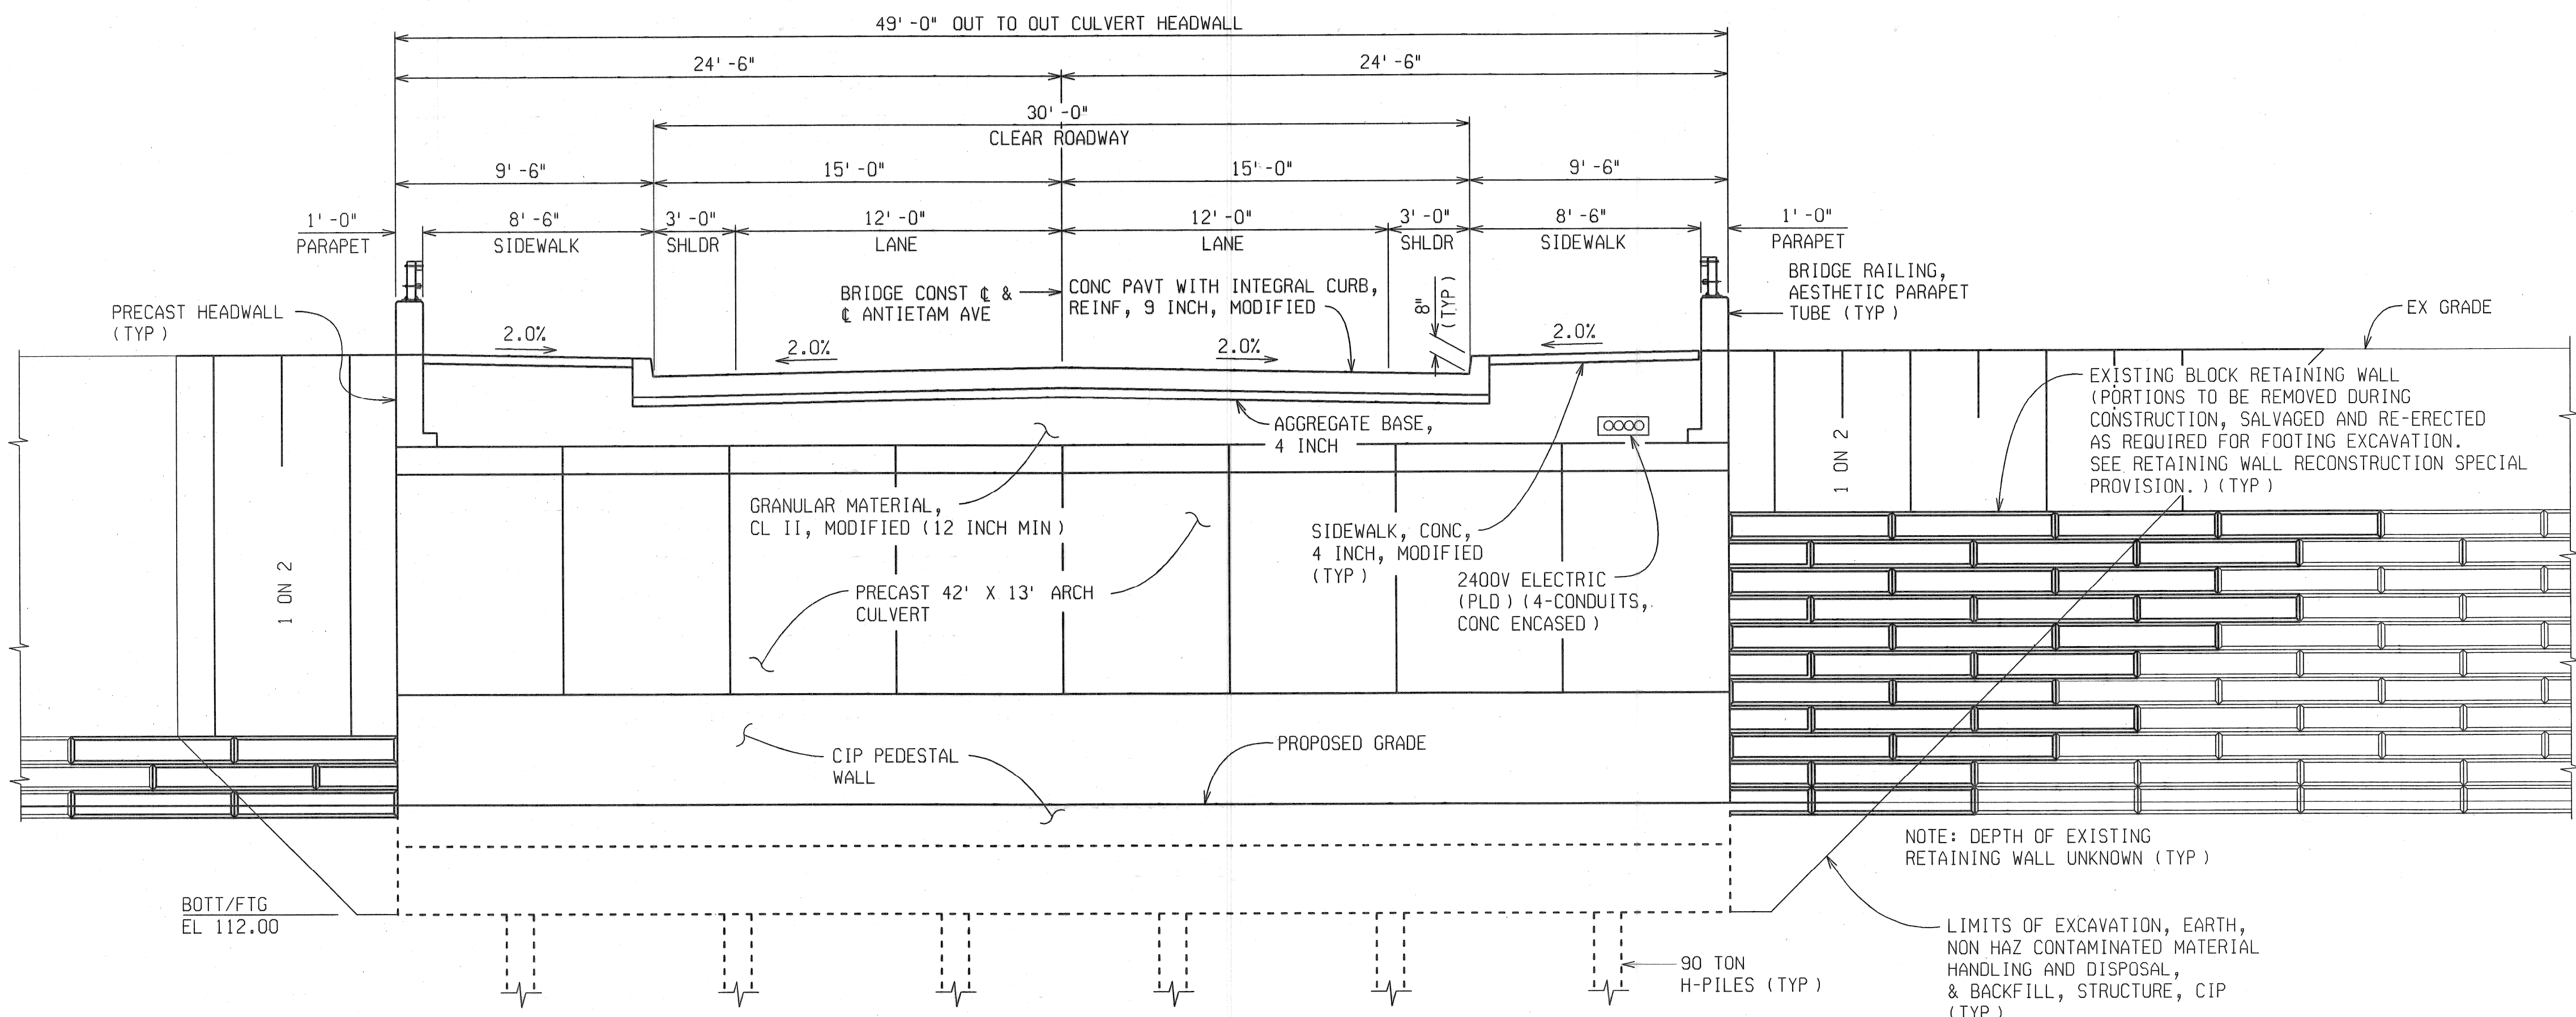 49'-0" OUT TO OUT CULVERT HEADWALL
24'-6"
24'-6"
30'-0"
CLEAR ROADWAY
9'-6"
15'-0"
15'-0"
9'-6"
1'-0"
PARAPET
8'-6"
SIDEWALK
3'-0"
SHLDR
12'-0"
LANE
12'-0"
LANE
3'-0"
SHLDR
8'-6"
SIDEWALK
1'-0"
PARAPET
PRECAST HEADWALL
(TYP)
BRIDGE CONST ℄ &
℄ ANTIETAM AVE
CONC PAVT WITH INTEGRAL CURB,
REINF, 9 INCH, MODIFIED
8"
(TYP)
BRIDGE RAILING,
AESTHETIC PARAPET
TUBE (TYP)
EX GRADE
2.0%
2.0%
2.0%
2.0%
EXISTING BLOCK RETAINING WALL
(PORTIONS TO BE REMOVED DURING
CONSTRUCTION, SALVAGED AND RE-ERECTED
AS REQUIRED FOR FOOTING EXCAVATION.
SEE RETAINING WALL RECONSTRUCTION SPECIAL
PROVISION.) (TYP)
AGGREGATE BASE,
4 INCH
1 ON 2
1 ON 2
GRANULAR MATERIAL,
CL II, MODIFIED (12 INCH MIN)
SIDEWALK, CONC,
4 INCH, MODIFIED
(TYP)
2400V ELECTRIC
(PLD) (4-CONDUITS,
CONC ENCASED)
PRECAST 42' X 13' ARCH
CULVERT
CIP PEDESTAL
WALL
PROPOSED GRADE
NOTE: DEPTH OF EXISTING
RETAINING WALL UNKNOWN (TYP)
BOTT/FTG
EL 112.00
90 TON
H-PILES (TYP)
LIMITS OF EXCAVATION, EARTH,
NON HAZ CONTAMINATED MATERIAL
HANDLING AND DISPOSAL,
& BACKFILL, STRUCTURE, CIP
(TYP)